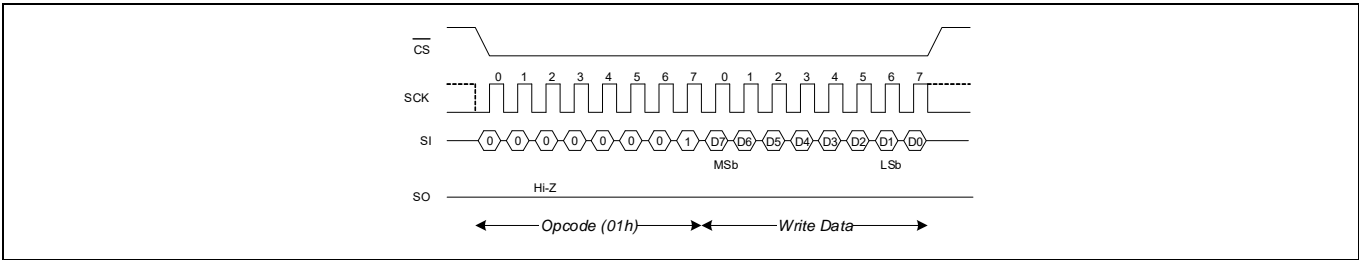 CS
0 1 2 3 4 5 6 7 0 1 2 3 4 5 6 7
SCK
SI 0 0 0 0 0 0 0 1 D7 D6 D5 D4 D3 D2 D1 D0
MSb LSb
Hi-Z
SO
Opcode (01h) Write Data